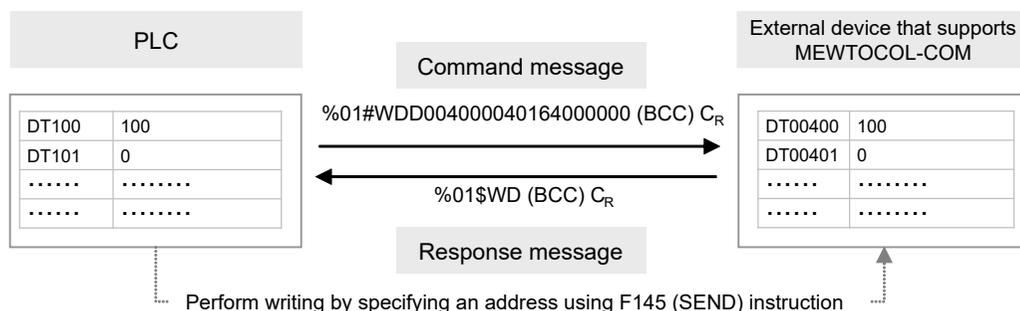 PLC
External device that supports
MEWTOCOL-COM
Command message
%01#WDD004000040164000000 (BCC) CR
DT100 100
DT101 0
...... ........
...... ........
DT00400 100
DT00401 0
...... ........
...... ........
%01$WD (BCC) CR
Response message
Perform writing by specifying an address using F145 (SEND) instruction